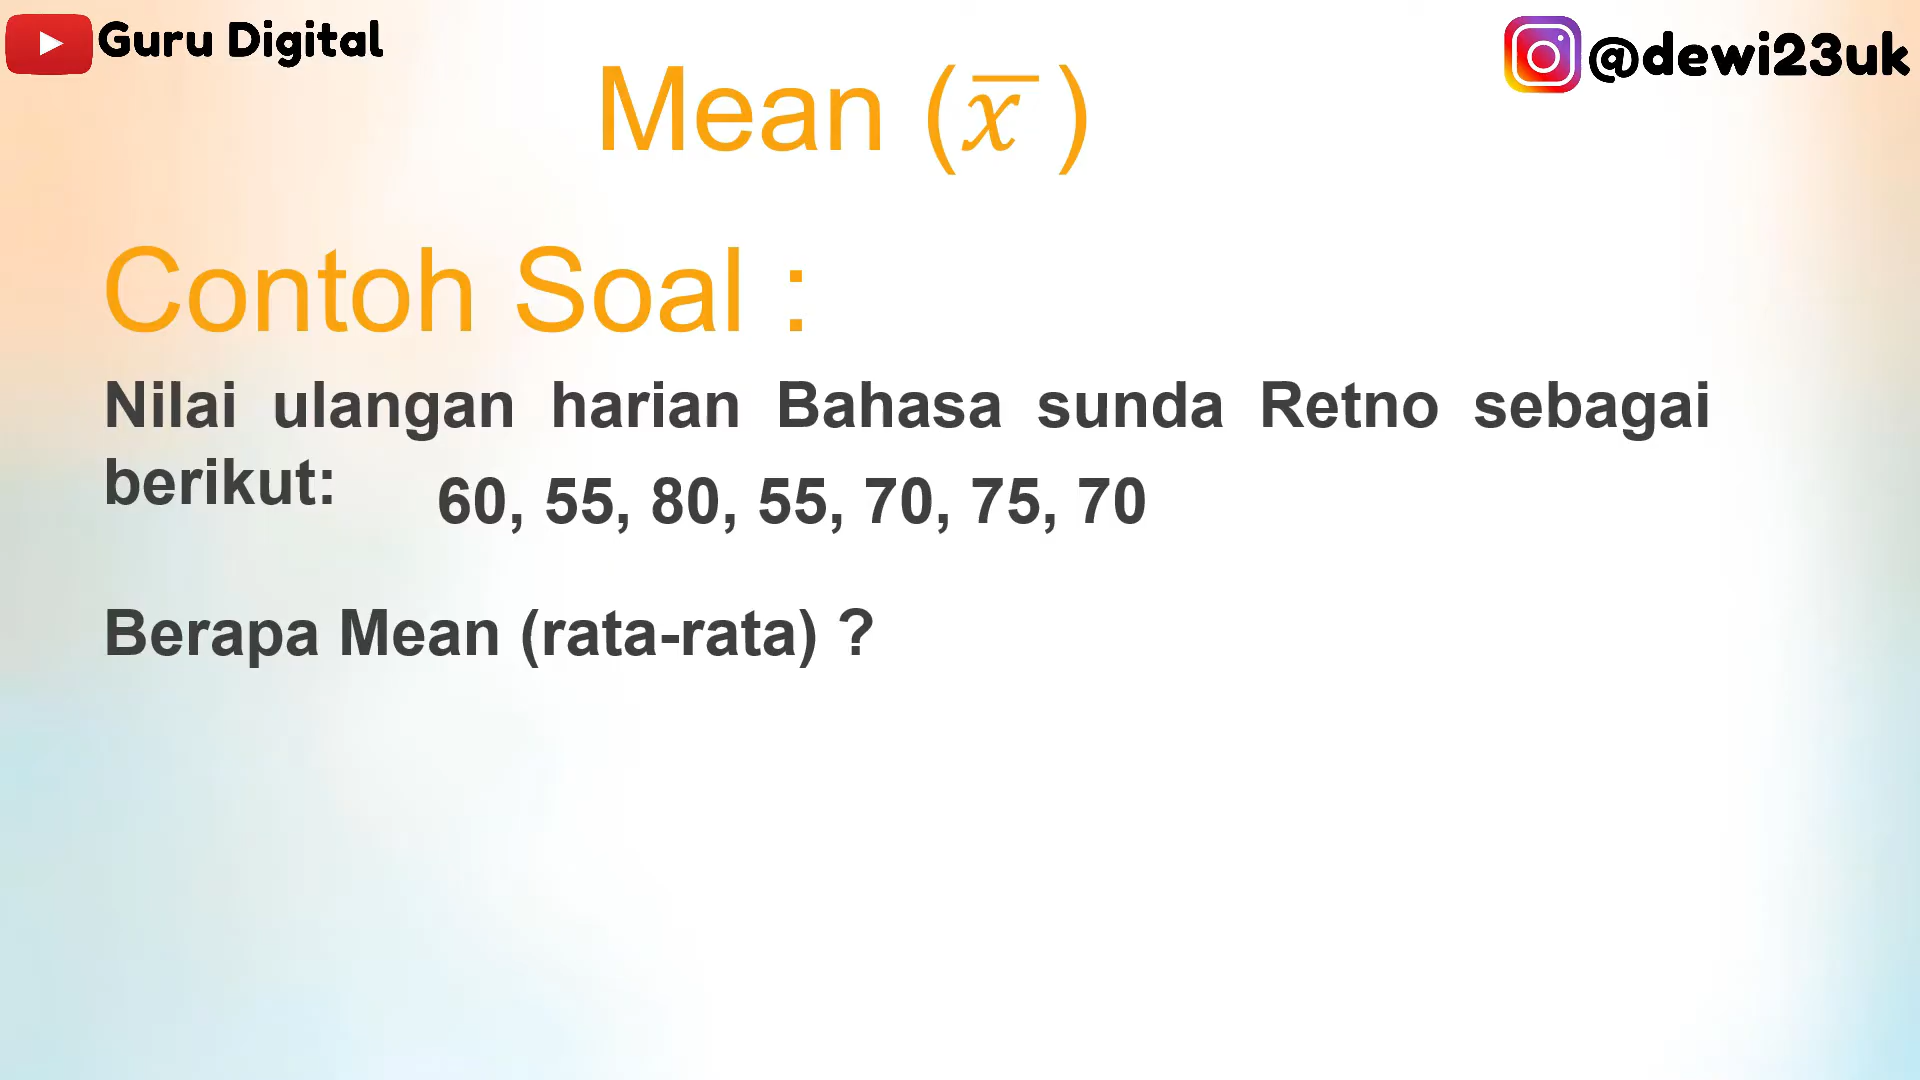 Guru Digital
@dewi23uk
Mean (x̅ )
Contoh Soal :
Nilai ulangan harian Bahasa sunda Retno sebagai
berikut: 60, 55, 80, 55, 70, 75, 70
Berapa Mean (rata-rata) ?